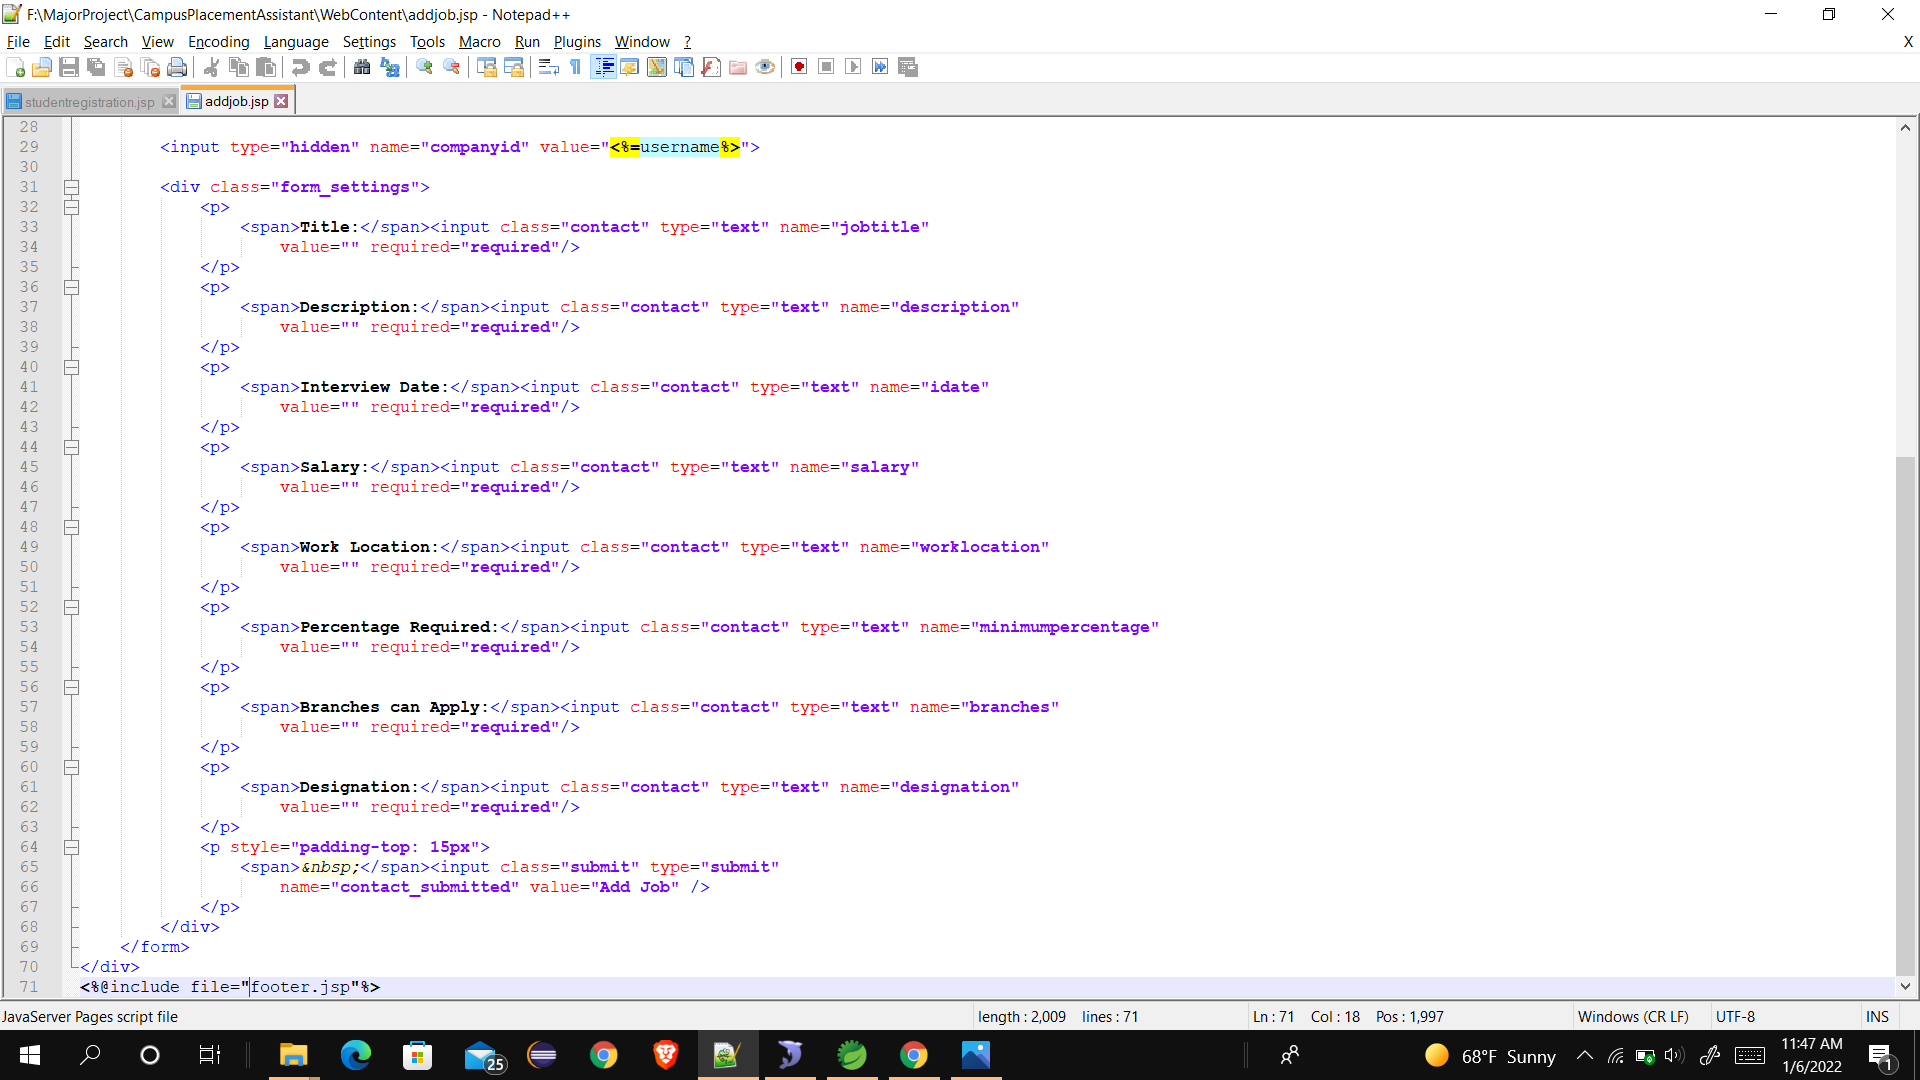 F:\MajorProject\CampusPlacementAssistant\WebContent\addjob.jsp - Notepad++
File Edit Search View Encoding Language Settings Tools Macro Run Plugins Window ? X
studentregistration.jsp addjob.jsp
28
29 <input type="hidden" name="companyid" value="<%=username%>">
30
31 <div class="form_settings">
32 <p>
33 <span>Title:</span><input class="contact" type="text" name="jobtitle"
34 value="" required="required"/>
35 </p>
36 <p>
37 <span>Description:</span><input class="contact" type="text" name="description"
38 value="" required="required"/>
39 </p>
40 <p>
41 <span>Interview Date:</span><input class="contact" type="text" name="idate"
42 value="" required="required"/>
43 </p>
44 <p>
45 <span>Salary:</span><input class="contact" type="text" name="salary"
46 value="" required="required"/>
47 </p>
48 <p>
49 <span>Work Location:</span><input class="contact" type="text" name="worklocation"
50 value="" required="required"/>
51 </p>
52 <p>
53 <span>Percentage Required:</span><input class="contact" type="text" name="minimumpercentage"
54 value="" required="required"/>
55 </p>
56 <p>
57 <span>Branches can Apply:</span><input class="contact" type="text" name="branches"
58 value="" required="required"/>
59 </p>
60 <p>
61 <span>Designation:</span><input class="contact" type="text" name="designation"
62 value="" required="required"/>
63 </p>
64 <p style="padding-top: 15px">
65 <span>&nbsp;</span><input class="submit" type="submit"
66 name="contact_submitted" value="Add Job" />
67 </p>
68 </div>
69 </form>
70 </div>
71 <%@include file="footer.jsp"%>
JavaServer Pages script file length : 2,009 lines : 71 Ln : 71 Col : 18 Pos : 1,997 Windows (CR LF) UTF-8 INS
25 68°F Sunny 11:47 AM
1/6/2022 1